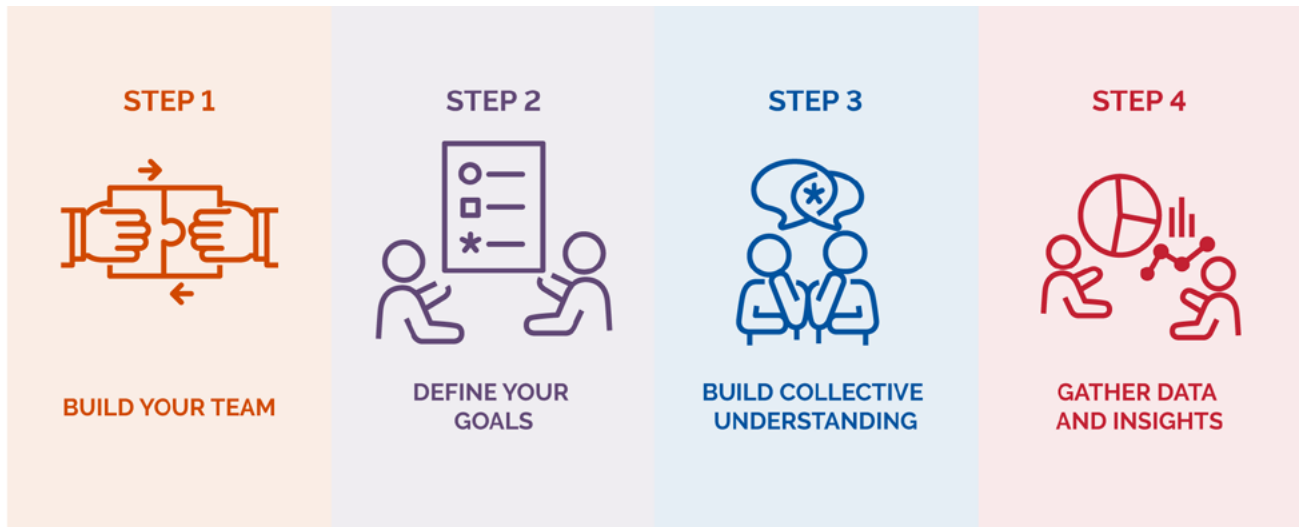 STEP 1
BUILD YOUR TEAM
STEP 2
DEFINE YOUR
GOALS
STEP 3
BUILD COLLECTIVE
UNDERSTANDING
STEP 4
GATHER DATA
AND INSIGHTS